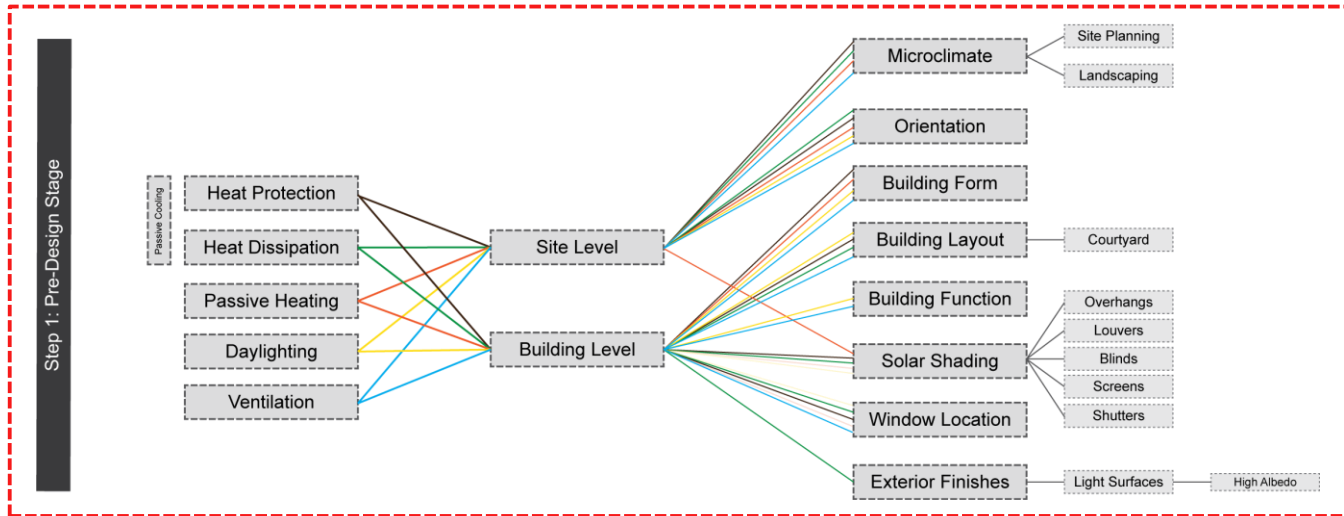 Step 1: Pre-Design Stage
Passive Cooling
Heat Protection
Heat Dissipation
Passive Heating
Daylighting
Ventilation
Site Level
Building Level
Microclimate
Orientation
Building Form
Building Layout
Building Function
Solar Shading
Window Location
Exterior Finishes
Site Planning
Landscaping
Courtyard
Overhangs
Louvers
Blinds
Screens
Shutters
Light Surfaces
High Albedo